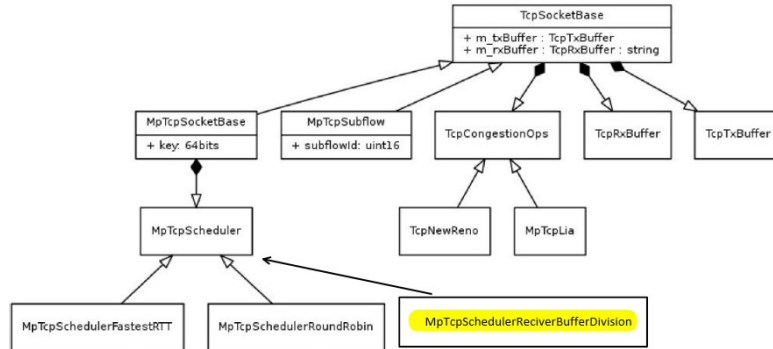 TcpSocketBase
+ m_txBuffer : TcpTxBuffer
+ m_rxBuffer : TcpRxBuffer : string
MpTcpSocketBase
+ key: 64bits
MpTcpSubflow
+ subflowId: uint16
TcpCongestionOps
TcpRxBuffer
TcpTxBuffer
MpTcpScheduler
TcpNewReno
MpTcpLia
MpTcpSchedulerFastestRTT
MpTcpSchedulerRoundRobin
MpTcpSchedulerReciverBufferDivision